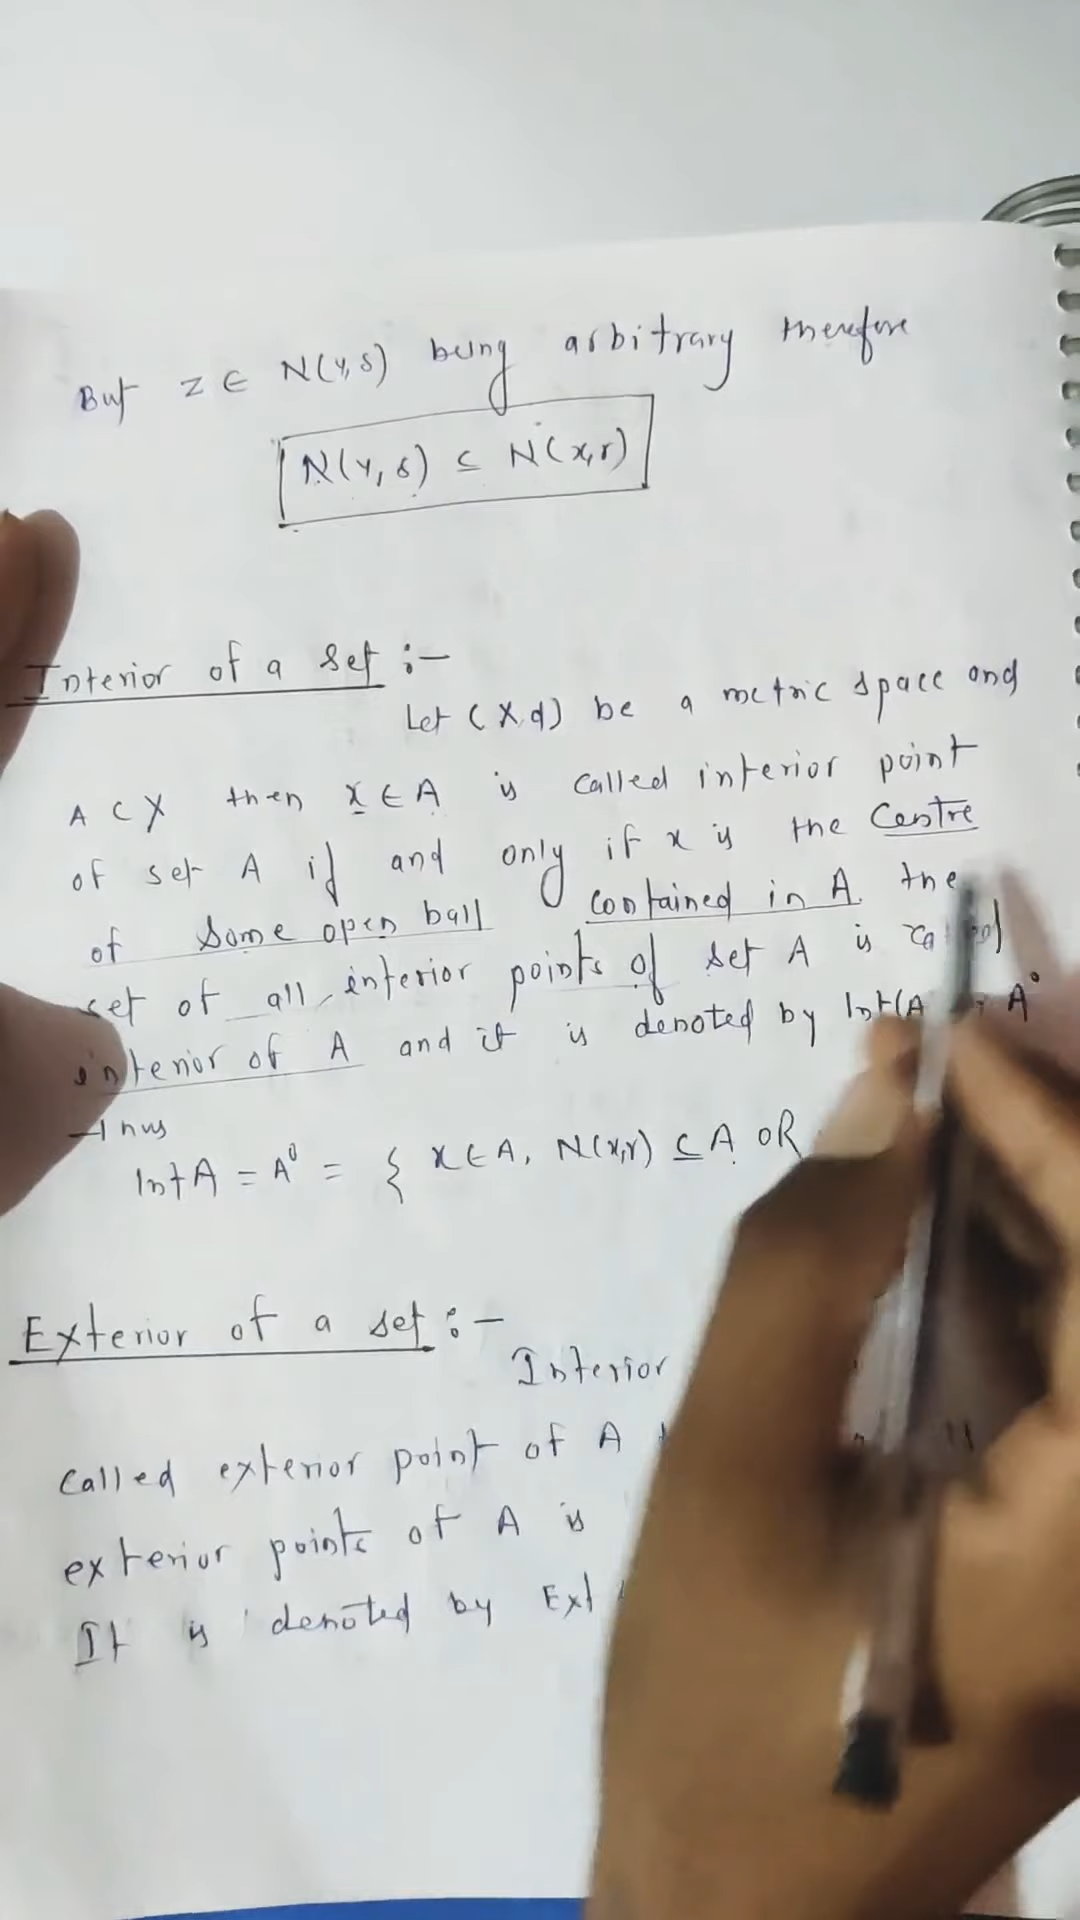 But z ∈ N(y, s) being arbitrary therefore
N(y, s) ⊆ N(x, r)
Interior of a set :-
Let (X, d) be a metric space and
A ⊂ X then x ∈ A is called interior point
of set A if and only if x is the centre
of some open ball contained in A. the
set of all interior points of set A is
interior of A and it is denoted by Int(A A°
Thus
Int A = A° = { x ∈ A, N(x, r) ⊆ A OR
Exterior of a set :-
Interior
called exterior point of A
exterior points of A is
It is denoted by Ext